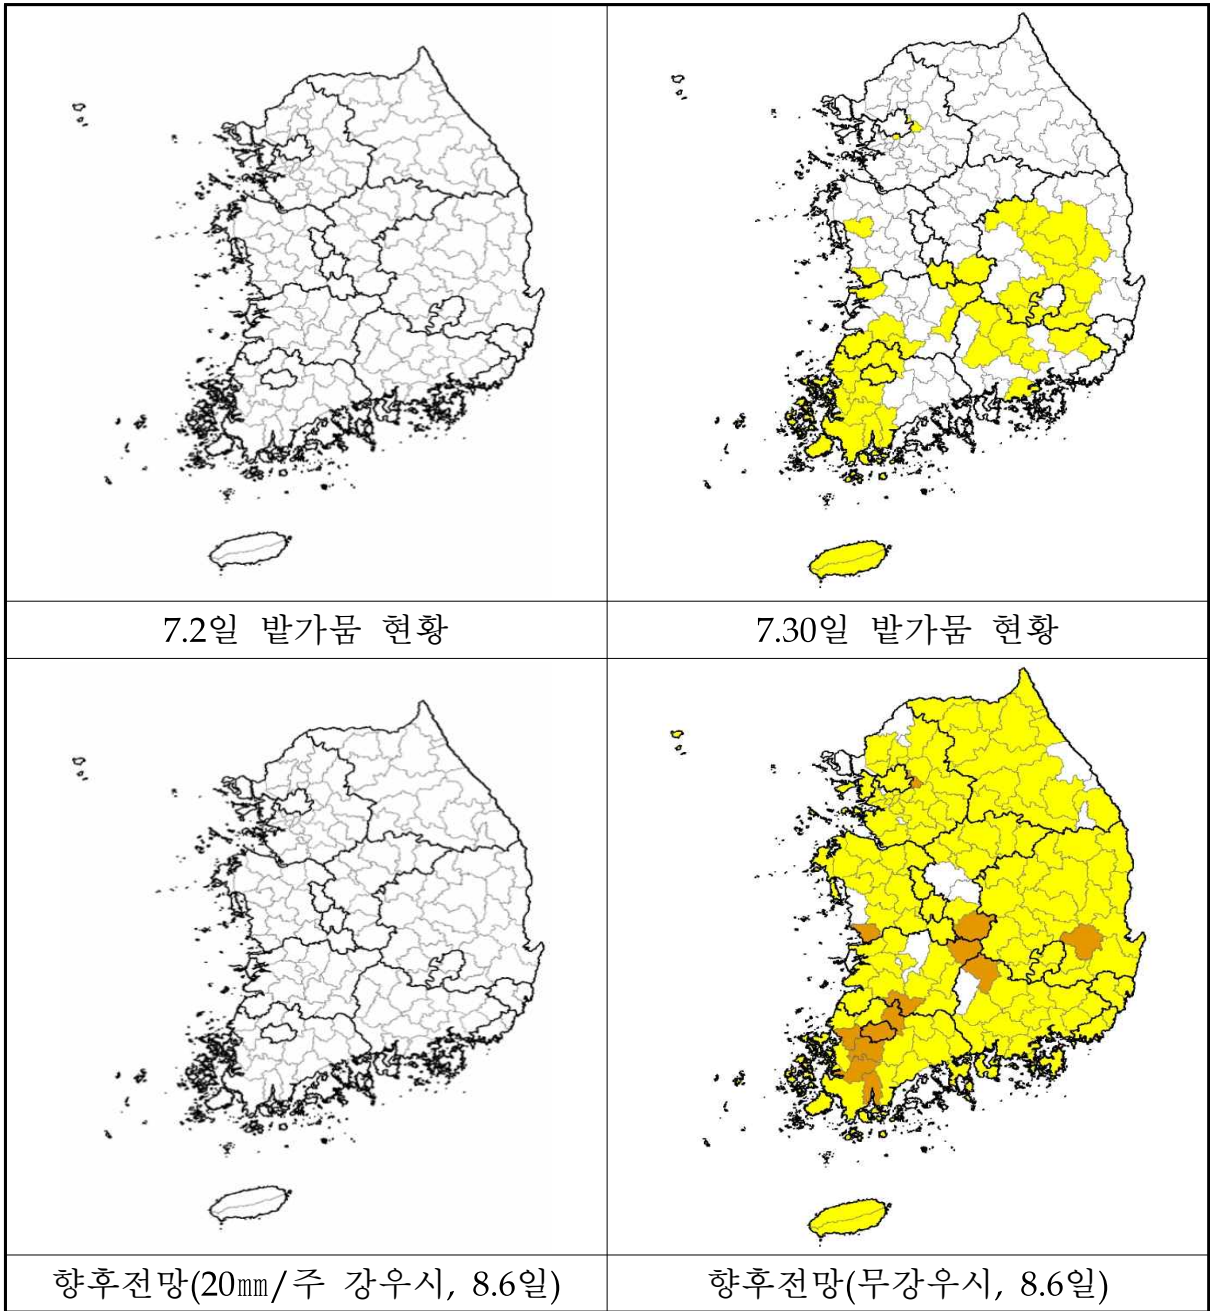 7.2일 밭가뭄 현황
7.30일 밭가뭄 현황
향후전망(20㎜/주 강우시, 8.6일)
향후전망(무강우시, 8.6일)